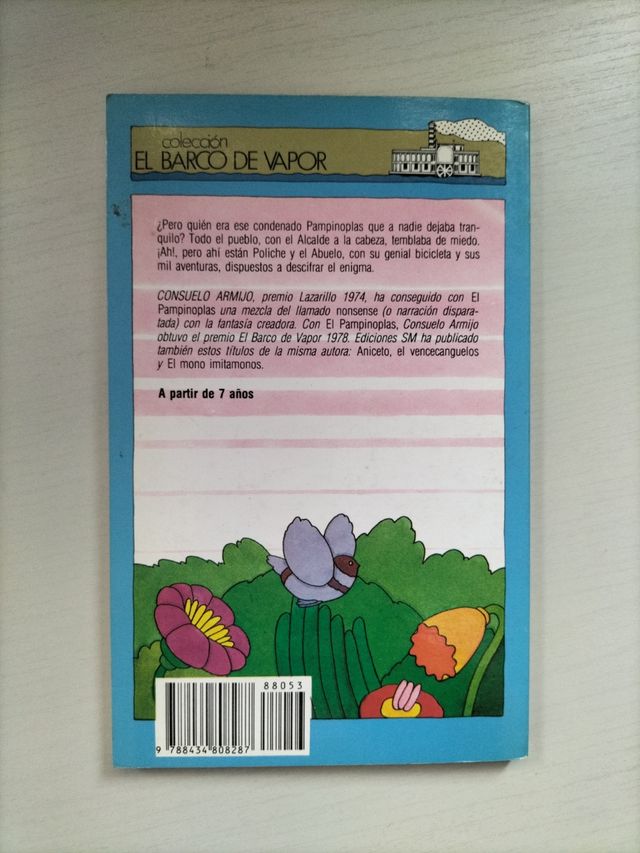 colección
EL BARCO DE VAPOR
¿Pero quién era ese condenado Pampinoplas que a nadie dejaba tran-
quilo? Todo el pueblo, con el Alcalde a la cabeza, temblaba de miedo.
¡Ah!, pero ahí están Poliche y el Abuelo, con su genial bicicleta y sus
mil aventuras, dispuestos a descifrar el enigma.
CONSUELO ARMIJO, premio Lazarillo 1974, ha conseguido con El
Pampinoplas una mezcla del llamado nonsense (o narración dispara-
tada) con la fantasía creadora. Con El Pampinoplas, Consuelo Armijo
obtuvo el premio El Barco de Vapor 1978. Ediciones SM ha publicado
también estos títulos de la misma autora: Aniceto, el vencecanguelos
y El mono imitamonos.
A partir de 7 años
88053
9 788434 808287